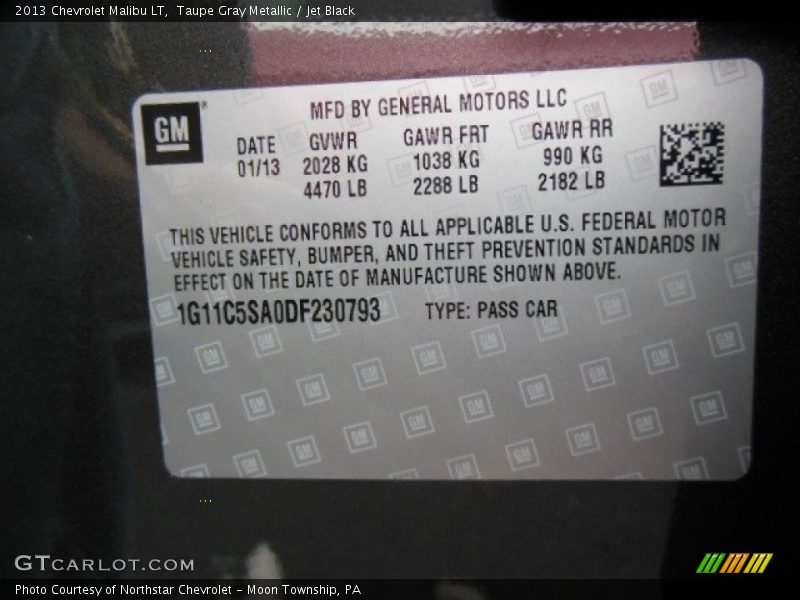 2013 Chevrolet Malibu LT,  Taupe Gray Metallic / Jet Black
GM®
MFD BY GENERAL MOTORS LLC
DATE GVWR GAWR FRT GAWR RR
01/13 2028 KG 1038 KG 990 KG
4470 LB 2288 LB 2182 LB
THIS VEHICLE CONFORMS TO ALL APPLICABLE U.S. FEDERAL MOTOR
VEHICLE SAFETY, BUMPER, AND THEFT PREVENTION STANDARDS IN
EFFECT ON THE DATE OF MANUFACTURE SHOWN ABOVE.
1G11C5SA0DF230793 TYPE: PASS CAR
GTCARLOT.COM
Photo Courtesy of Northstar Chevrolet - Moon Township, PA